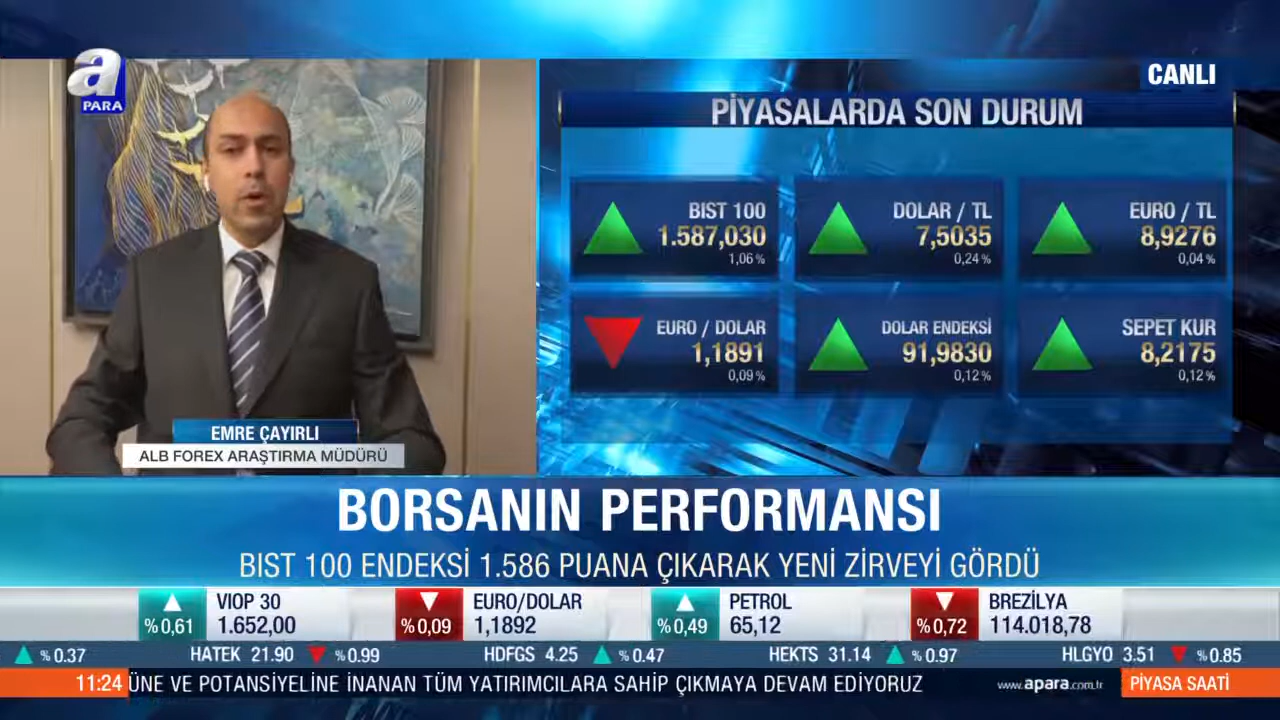 a
PARA
CANLI
PİYASALARDA SON DURUM
BIST 100
1.587,030
1,06 %
DOLAR / TL
7,5035
0,24 %
EURO / TL
8,9276
0,04 %
EURO / DOLAR
1,1891
0,09 %
DOLAR ENDEKSİ
91,9830
0,12 %
SEPET KUR
8,2175
0,12 %
EMRE ÇAYIRLI
ALB FOREX ARAŞTIRMA MÜDÜRÜ
BORSANIN PERFORMANSI
BIST 100 ENDEKSİ 1.586 PUANA ÇIKARAK YENİ ZİRVEYİ GÖRDÜ
% 0,61 VIOP 30 1.652,00
% 0,09 EURO/DOLAR 1,1892
% 0,49 PETROL 65,12
% 0,72 BREZİLYA 114.018,78
% 0.37 HATEK 21.90 % 0.99 HDFGS 4.25 % 0.47 HEKTS 31.14 % 0.97 HLGYO 3.51 % 0.85
11:24 ÜNE VE POTANSİYELİNE İNANAN TÜM YATIRIMCILARA SAHİP ÇIKMAYA DEVAM EDİYORUZ www.apara.com.tr PİYASA SAATİ